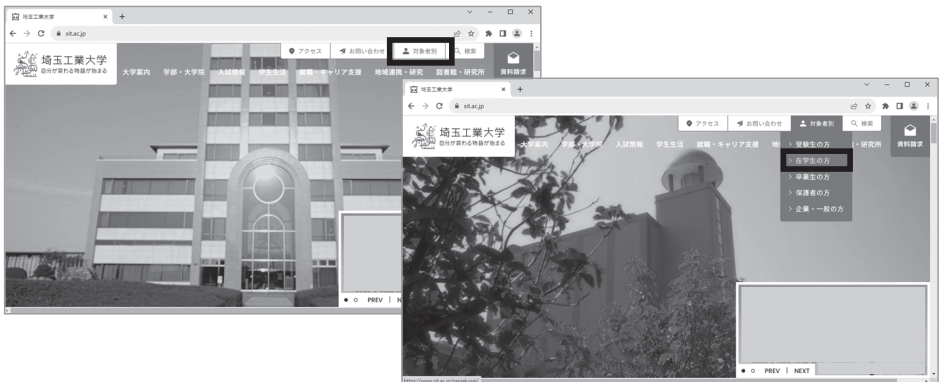 埼玉工業大学
sit.ac.jp
アクセス
お問い合わせ
対象者別
検索
埼玉工業大学
自分が変わる物語が始まる
大学案内 学部・大学院 入試情報 学生生活 就職・キャリア支援 地域連携・研究 図書館・研究所
資料請求
PREV | N
埼玉工業大学
sit.ac.jp
アクセス
お問い合わせ
対象者別
検索
埼玉工業大学
自分が変わる物語が始まる
大学案内 学部・大学院 入試情報 学生生活 就職・キャリア支援 地
・研究所
資料請求
> 受験生の方
> 在学生の方
> 卒業生の方
> 保護者の方
> 企業・一般の方
PREV | NEXT